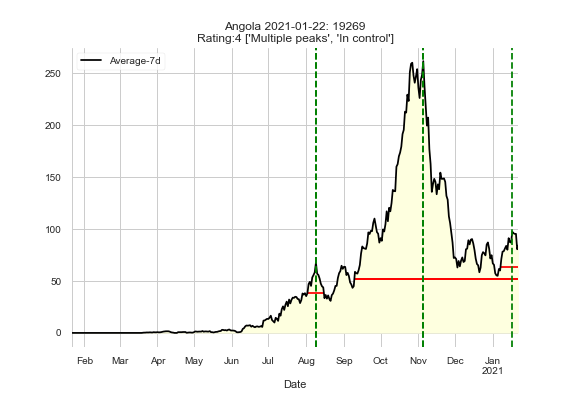 Angola 2021-01-22: 19269
Rating:4 ['Multiple peaks', 'In control']
Average-7d
250
200
150
100
50
0
Feb Mar Apr May Jun Jul Aug Sep Oct Nov Dec Jan
2021
Date